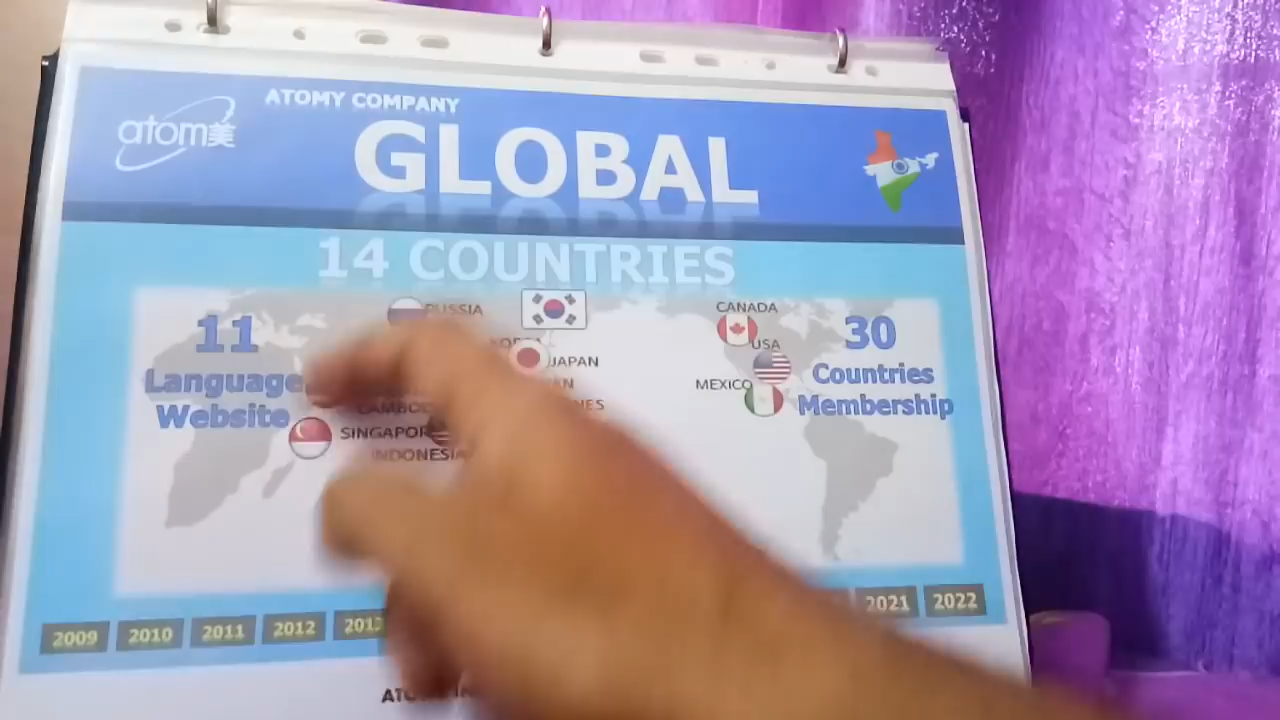 ATOMY COMPANY
atom美
GLOBAL
14 COUNTRIES
RUSSIA
CANADA
11
Language
Website
30
Countries
Membership
USA
JAPAN
MEXICO
SINGAPOR
INDONESIA
2009
2010
2011
2012
2013
2021
2022